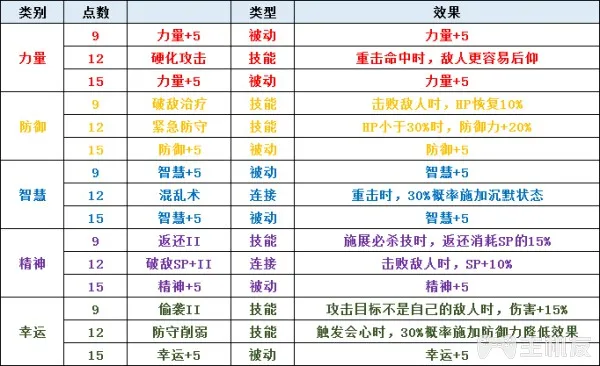 类别 点数 类型 效果
力量 9 力量+5 被动 力量+5
12 硬化攻击 技能 重击命中时，敌人更容易后仰
15 力量+5 被动 力量+5
防御 9 破敌治疗 技能 击败敌人时，HP恢复10%
12 紧急防守 技能 HP小于30%时，防御力+20%
15 防御+5 被动 防御+5
智慧 9 智慧+5 被动 智慧+5
12 混乱术 连接 重击时，30%概率施加沉默状态
15 智慧+5 被动 智慧+5
精神 9 返还II 技能 施展必杀技时，返还消耗SP的15%
12 破敌SP+II 连接 击败敌人时，SP+10%
15 精神+5 被动 精神+5
幸运 9 偷袭II 技能 攻击目标不是自己的敌人时，伤害+15%
12 防守削弱 技能 触发会心时，30%概率施加防御力降低效果
15 幸运+5 被动 幸运+5